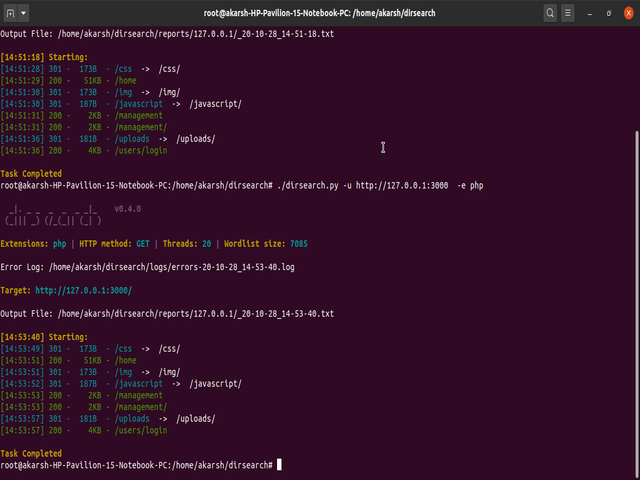 root@akarsh-HP-Pavilion-15-Notebook-PC: /home/akarsh/dirsearch
Output File: /home/akarsh/dirsearch/reports/127.0.0.1/_20-10-28_14-51-18.txt
[14:51:18] Starting:
[14:51:28] 301 -  173B  - /css  ->  /css/
[14:51:29] 200 -   51KB - /home
[14:51:30] 301 -  173B  - /img  ->  /img/
[14:51:30] 301 -  187B  - /javascript  ->  /javascript/
[14:51:31] 200 -    2KB - /management
[14:51:31] 200 -    2KB - /management/
[14:51:36] 301 -  181B  - /uploads  ->  /uploads/
[14:51:36] 200 -    4KB - /users/login
Task Completed
root@akarsh-HP-Pavilion-15-Notebook-PC:/home/akarsh/dirsearch# ./dirsearch.py -u http://127.0.0.1:3000  -e php
 _|. _ _  _  _  _ _|_    v0.4.0
(_||| _) (/_(_|| (_| )
Extensions: php | HTTP method: GET | Threads: 20 | Wordlist size: 7085
Error Log: /home/akarsh/dirsearch/logs/errors-20-10-28_14-53-40.log
Target: http://127.0.0.1:3000/
Output File: /home/akarsh/dirsearch/reports/127.0.0.1/_20-10-28_14-53-40.txt
[14:53:40] Starting:
[14:53:49] 301 -  173B  - /css  ->  /css/
[14:53:51] 200 -   51KB - /home
[14:53:51] 301 -  173B  - /img  ->  /img/
[14:53:52] 301 -  187B  - /javascript  ->  /javascript/
[14:53:53] 200 -    2KB - /management
[14:53:53] 200 -    2KB - /management/
[14:53:57] 301 -  181B  - /uploads  ->  /uploads/
[14:53:57] 200 -    4KB - /users/login
Task Completed
root@akarsh-HP-Pavilion-15-Notebook-PC:/home/akarsh/dirsearch#